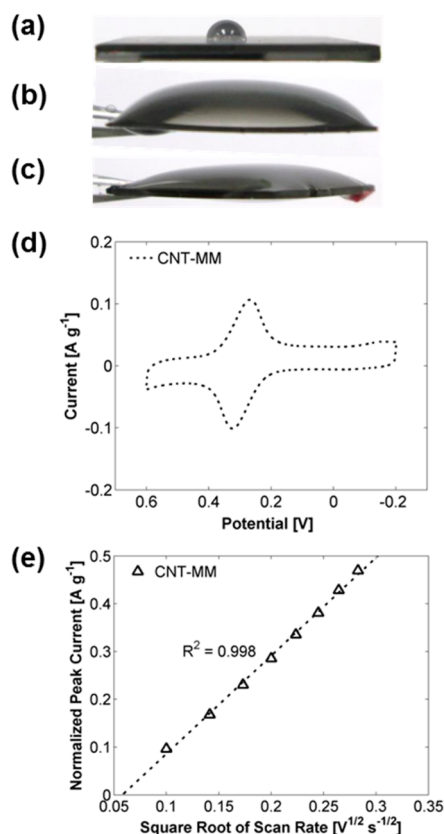 (a)
(b)
(c)
(d)
0.2
CNT-MM
0.1
0
-0.1
-0.2
Current [A g⁻¹]
0.6 0.4 0.2 0 -0.2
Potential [V]
(e)
0.5
CNT-MM
0.4
0.3
R² = 0.998
0.2
0.1
0
Normalized Peak Current [A g⁻¹]
0.05 0.1 0.15 0.2 0.25 0.3 0.35
Square Root of Scan Rate [V^1/2 s^-1/2]